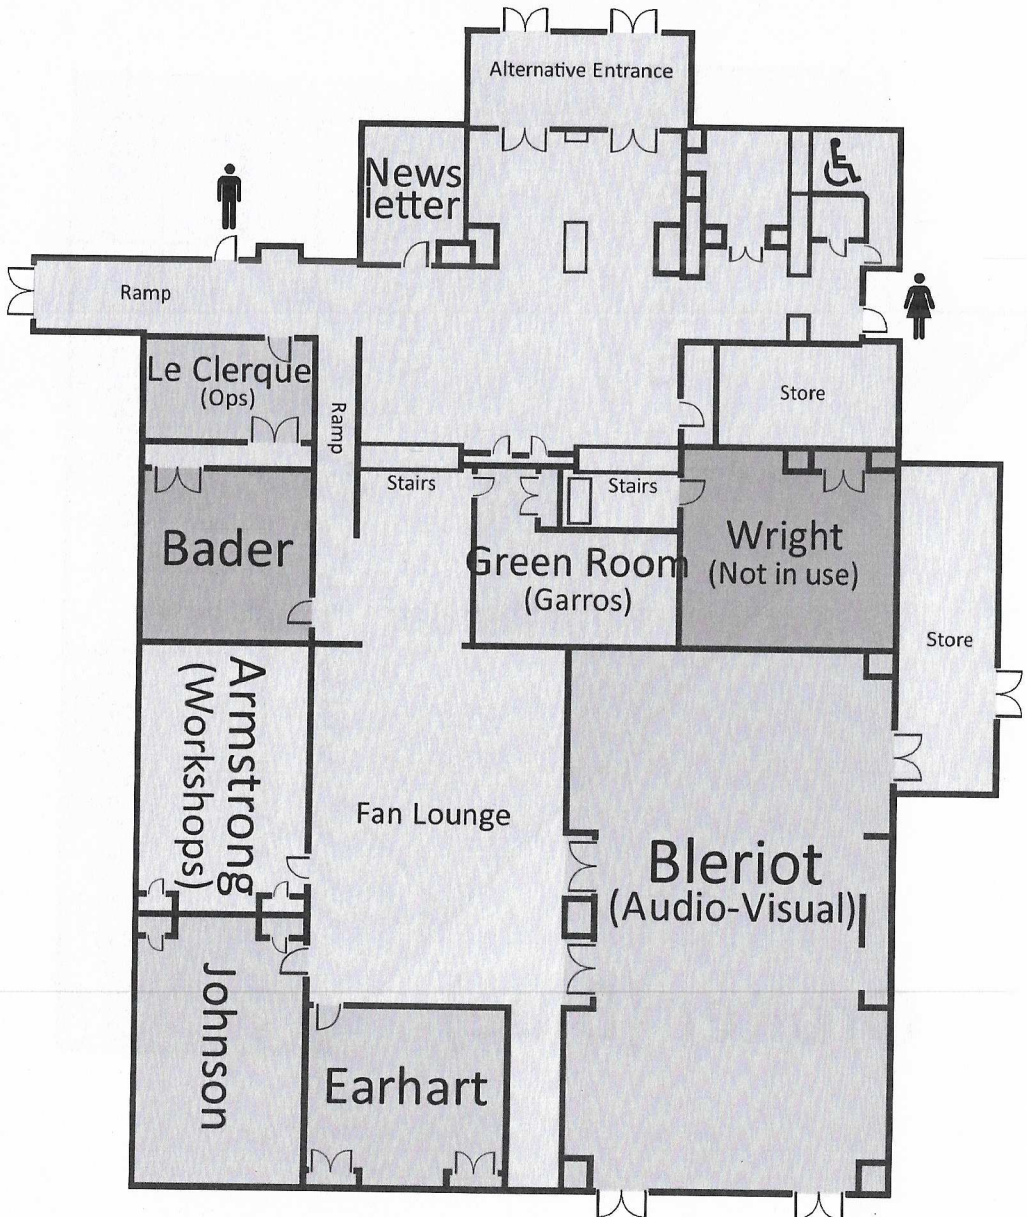 Alternative Entrance
News
letter
Ramp
Le Clerque
(Ops)
Ramp
Store
Stairs
Stairs
Bader
Green Room
(Garros)
Wright
(Not in use)
Store
Armstrong
(Workshops)
Fan Lounge
Bleriot
(Audio-Visual)
Johnson
Earhart